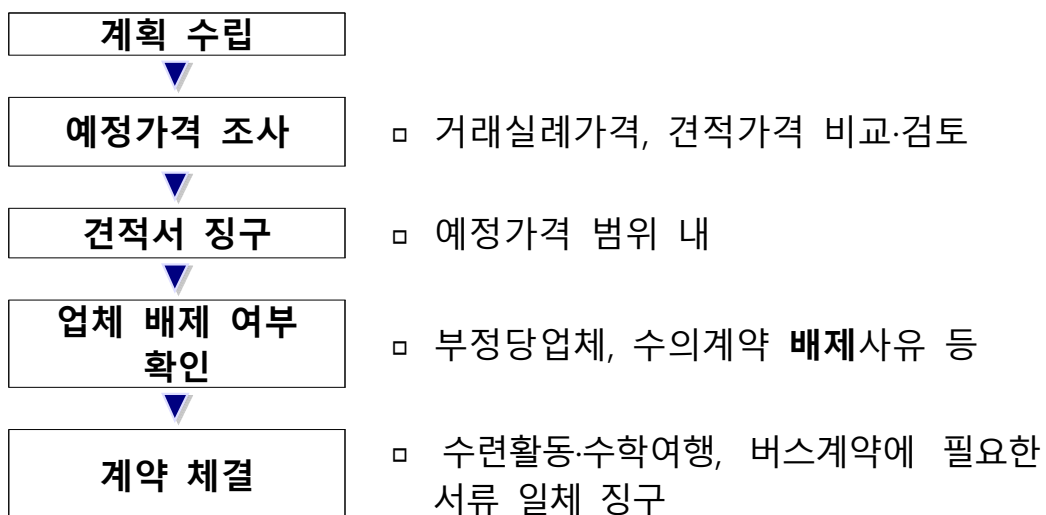 계획 수립
예정가격 조사
▫ 거래실례가격, 견적가격 비교·검토
견적서 징구
▫ 예정가격 범위 내
업체 배제 여부
확인
▫ 부정당업체, 수의계약 배제사유 등
계약 체결
▫ 수련활동·수학여행, 버스계약에 필요한
서류 일체 징구